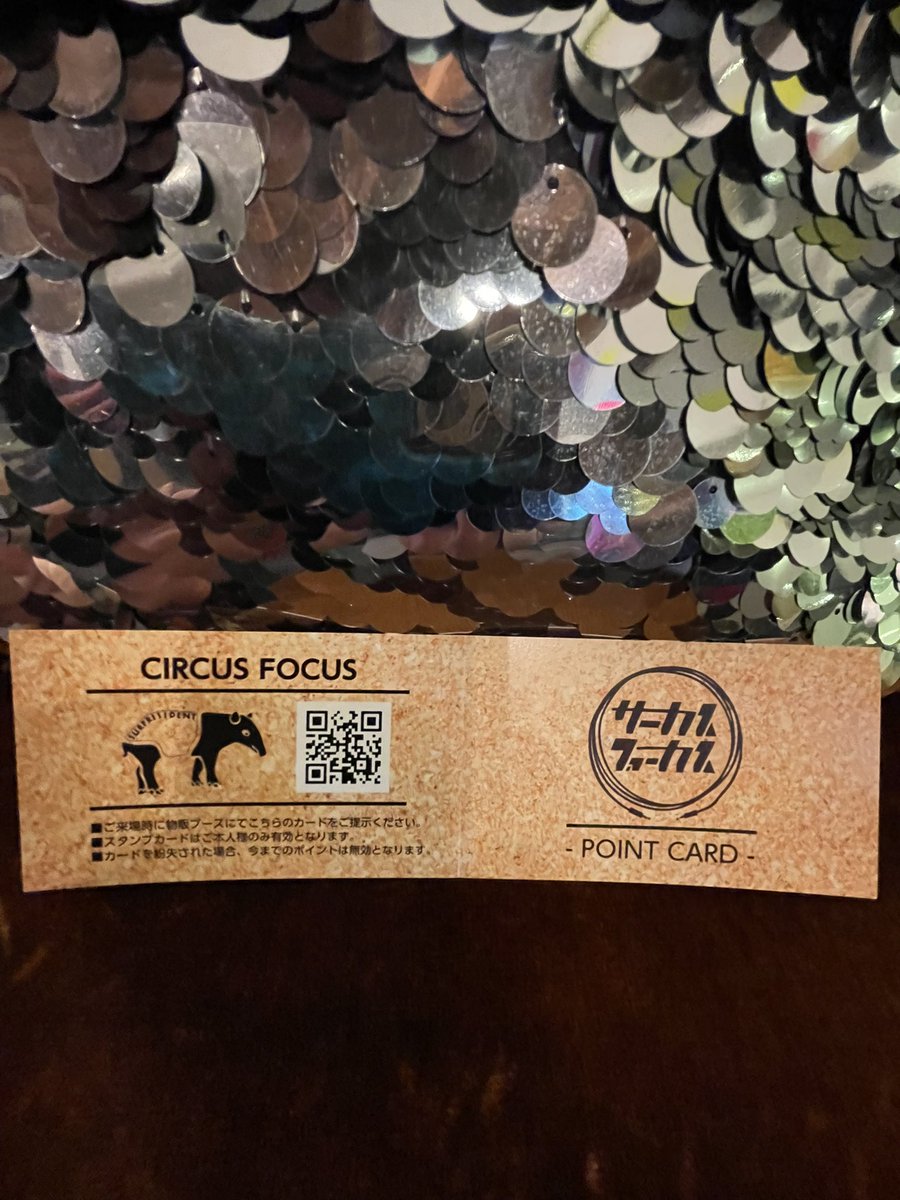 CIRCUS FOCUS
SURPRESIDENT
■ご来場時に物販ブースにてこちらのカードをご提示ください。
■スタンプカードはご本人様のみ有効となります。
■カードを紛失された場合、今までのポイントは無効となります。
サーカス
フォーカス
- POINT CARD -